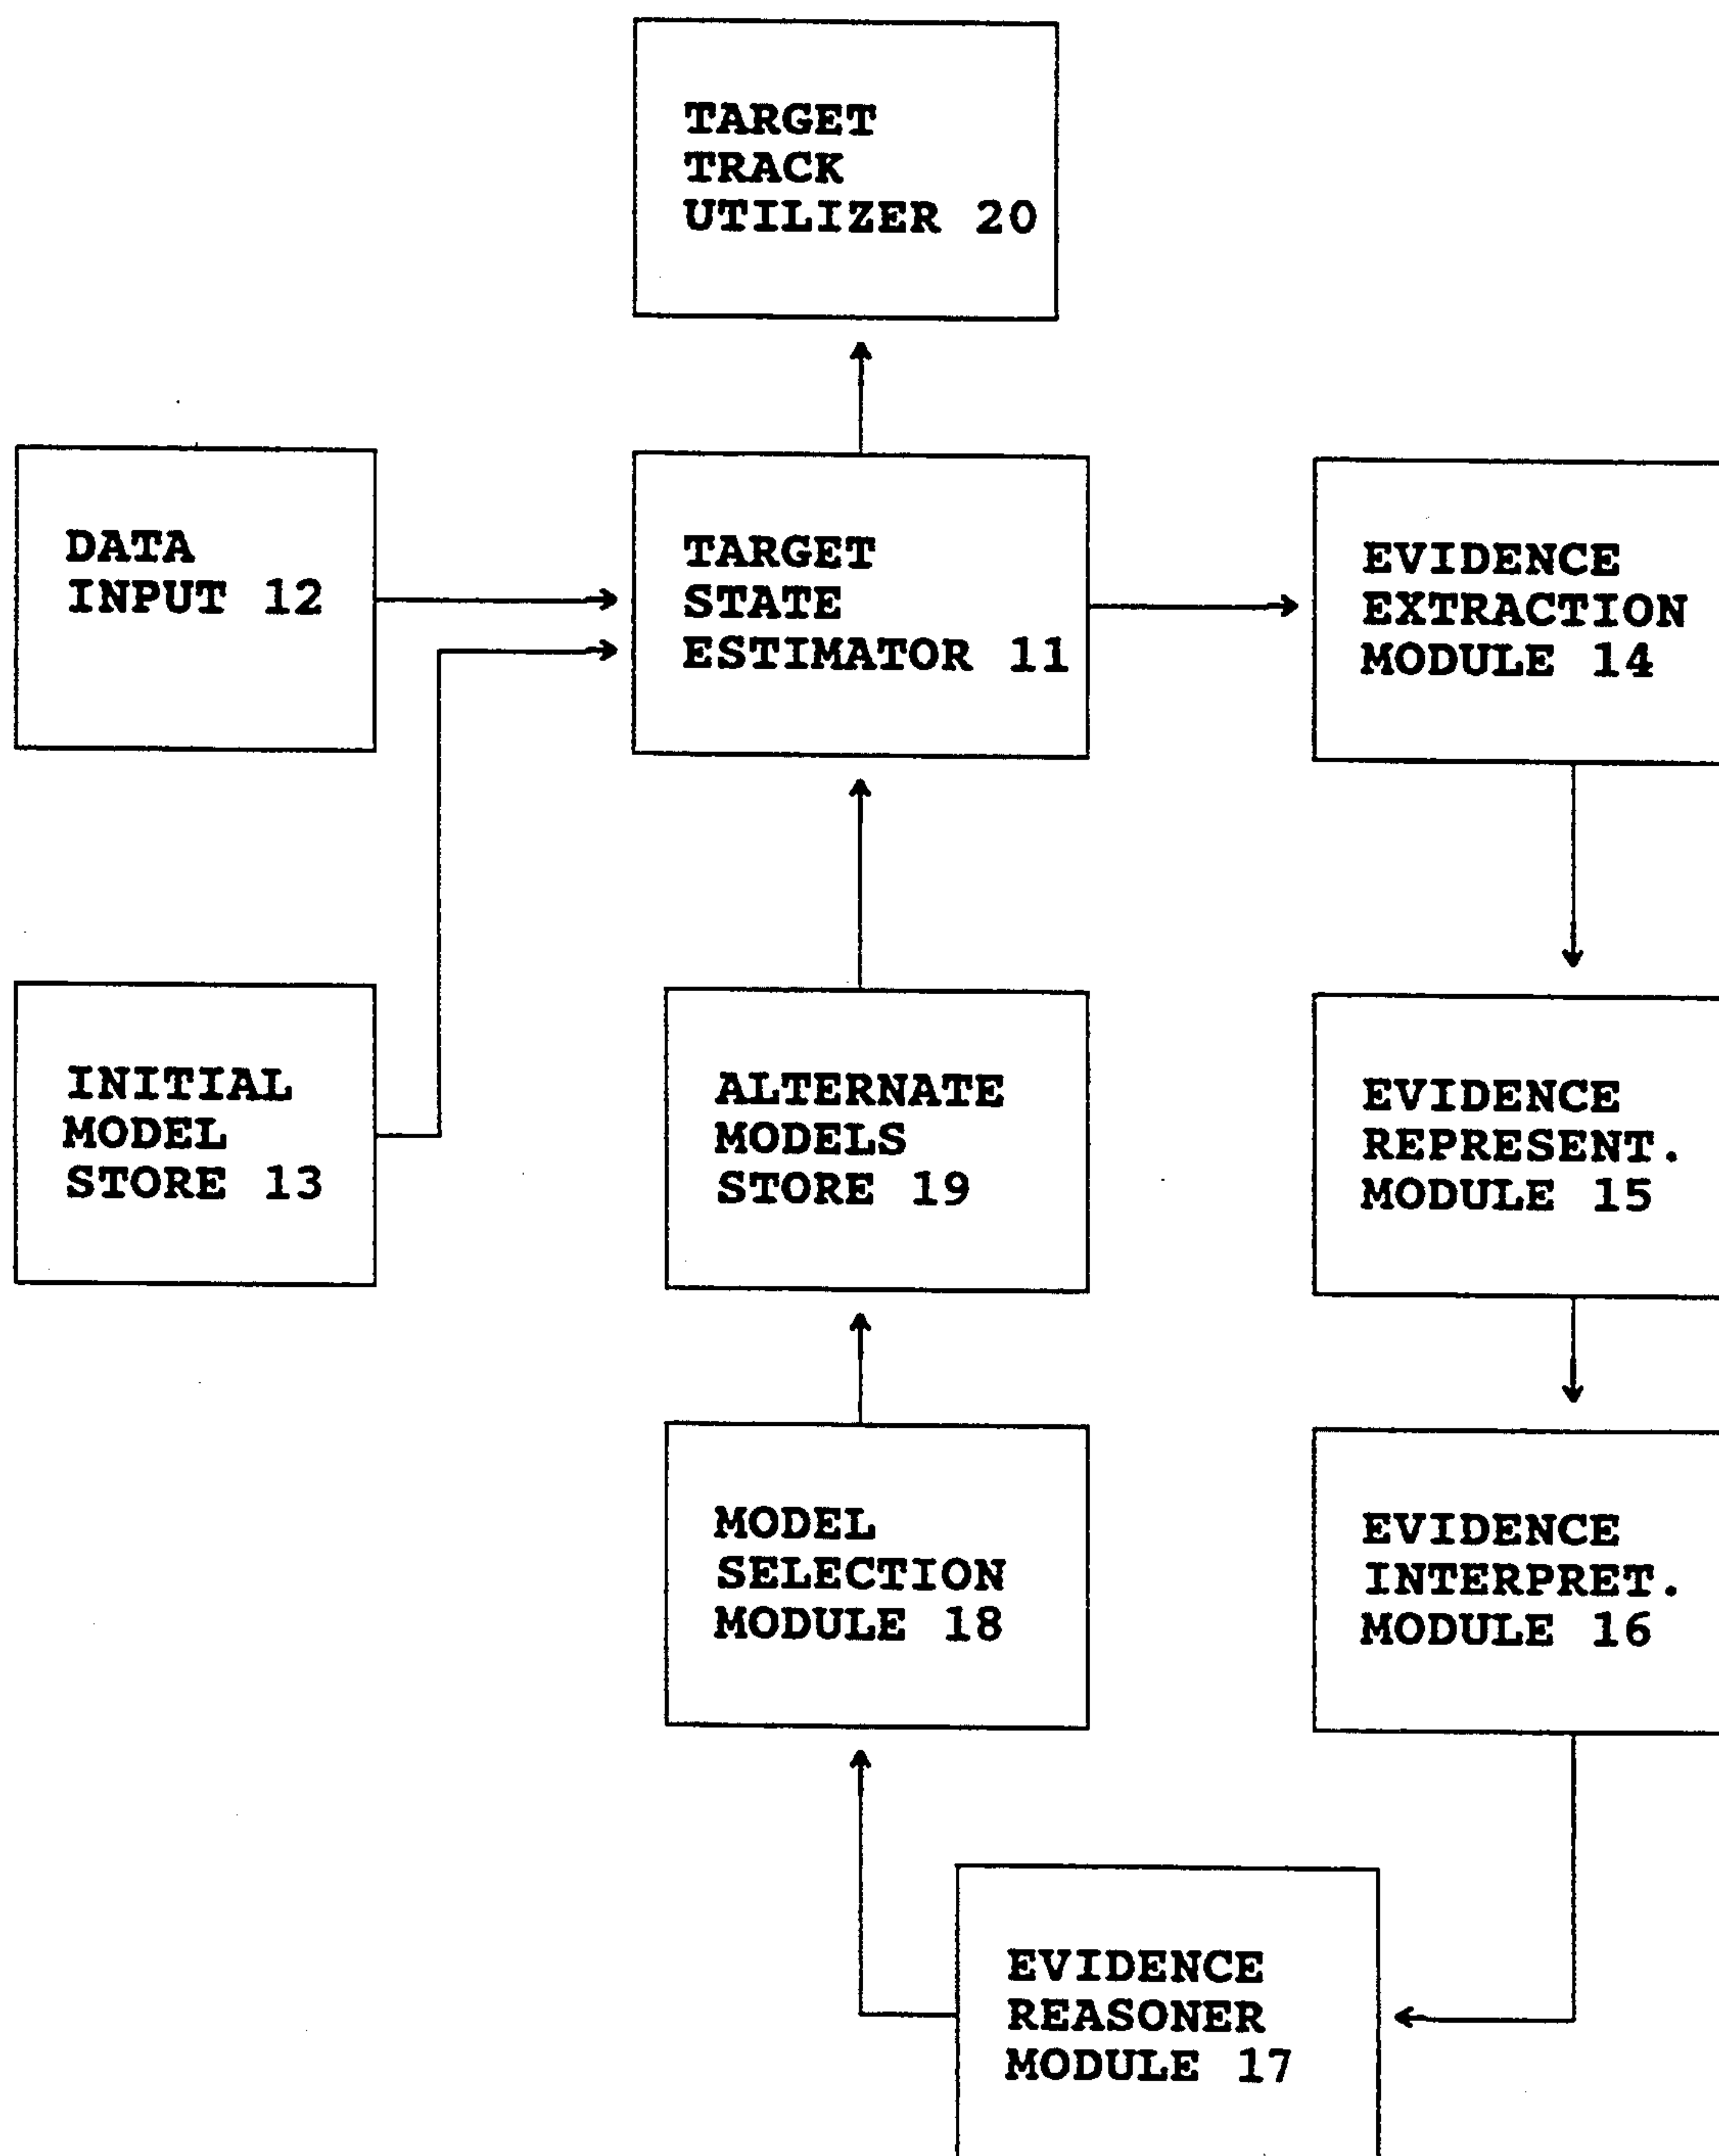 TARGET
TRACK
UTILIZER 20
DATA
INPUT 12
TARGET
STATE
ESTIMATOR 11
EVIDENCE
EXTRACTION
MODULE 14
INITIAL
MODEL
STORE 13
ALTERNATE
MODELS
STORE 19
EVIDENCE
REPRESENT.
MODULE 15
MODEL
SELECTION
MODULE 18
EVIDENCE
INTERPRET.
MODULE 16
EVIDENCE
REASONER
MODULE 17